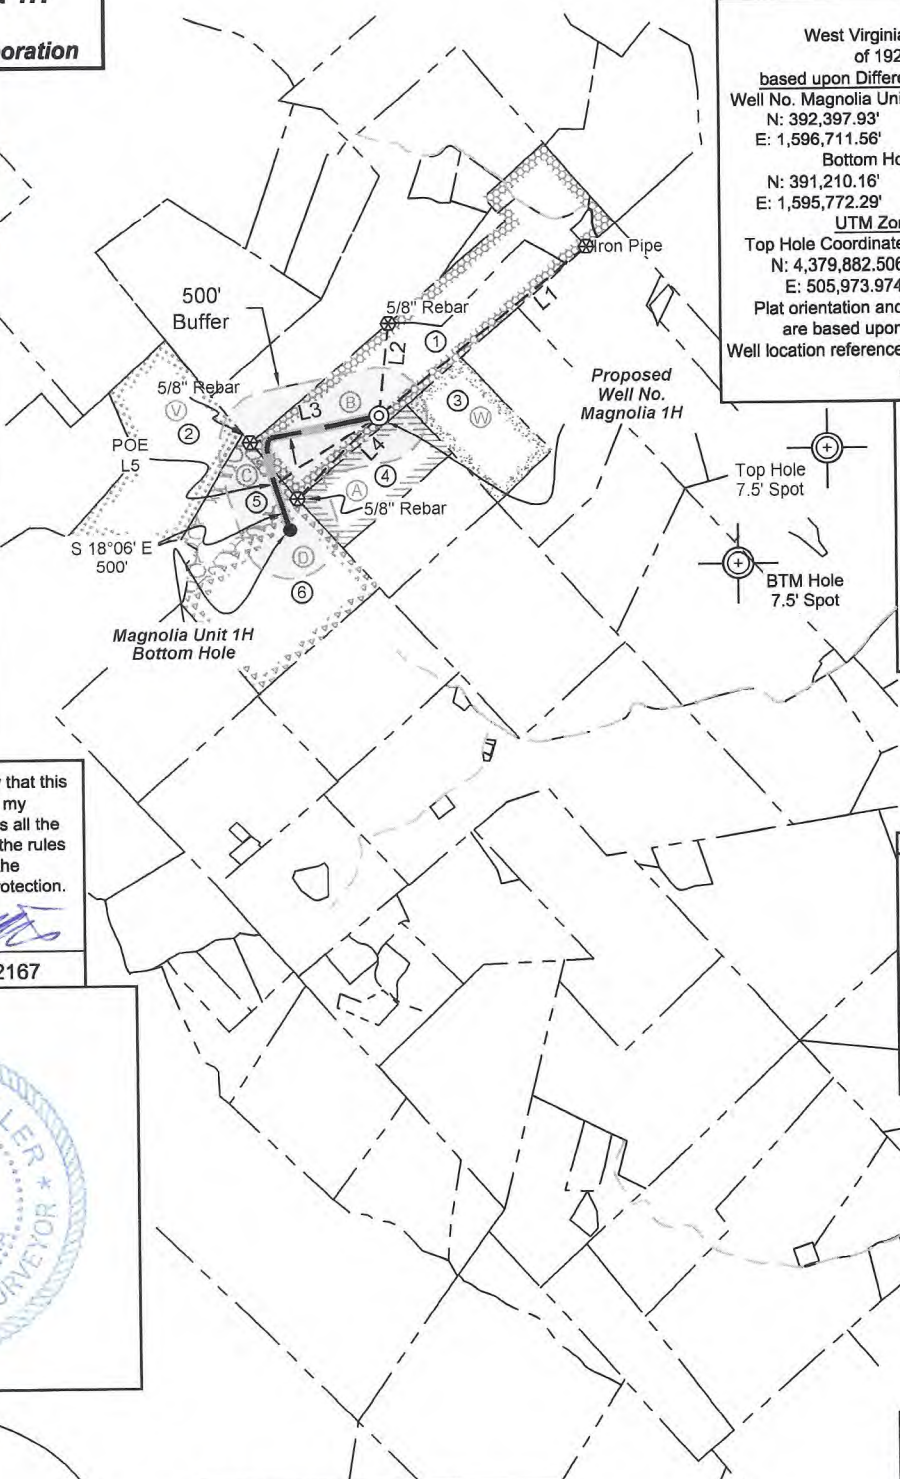 oration
West Virginia
of 192
based upon Differe
Well No. Magnolia Uni
N: 392,397.93'
E: 1,596,711.56'
Bottom Ho
N: 391,210.16'
E: 1,595,772.29'
UTM Zo
Top Hole Coordinate
N: 4,379,882.506
E: 505,973.974
Plat orientation and
are based upon
Well location reference
Iron Pipe
500'
Buffer
5/8" Rebar
L1
L2
1
5/8" Rebar
V
2
L3
B
3
W
Proposed
Well No.
Magnolia 1H
POE
L5
L4
C
4
A
5
5/8" Rebar
Top Hole
7.5' Spot
S 18°06' E
500'
D
6
BTM Hole
7.5' Spot
Magnolia Unit 1H
Bottom Hole
that this
my
s all the
the rules
the
otection.
2167
LER *
URVEYOR *